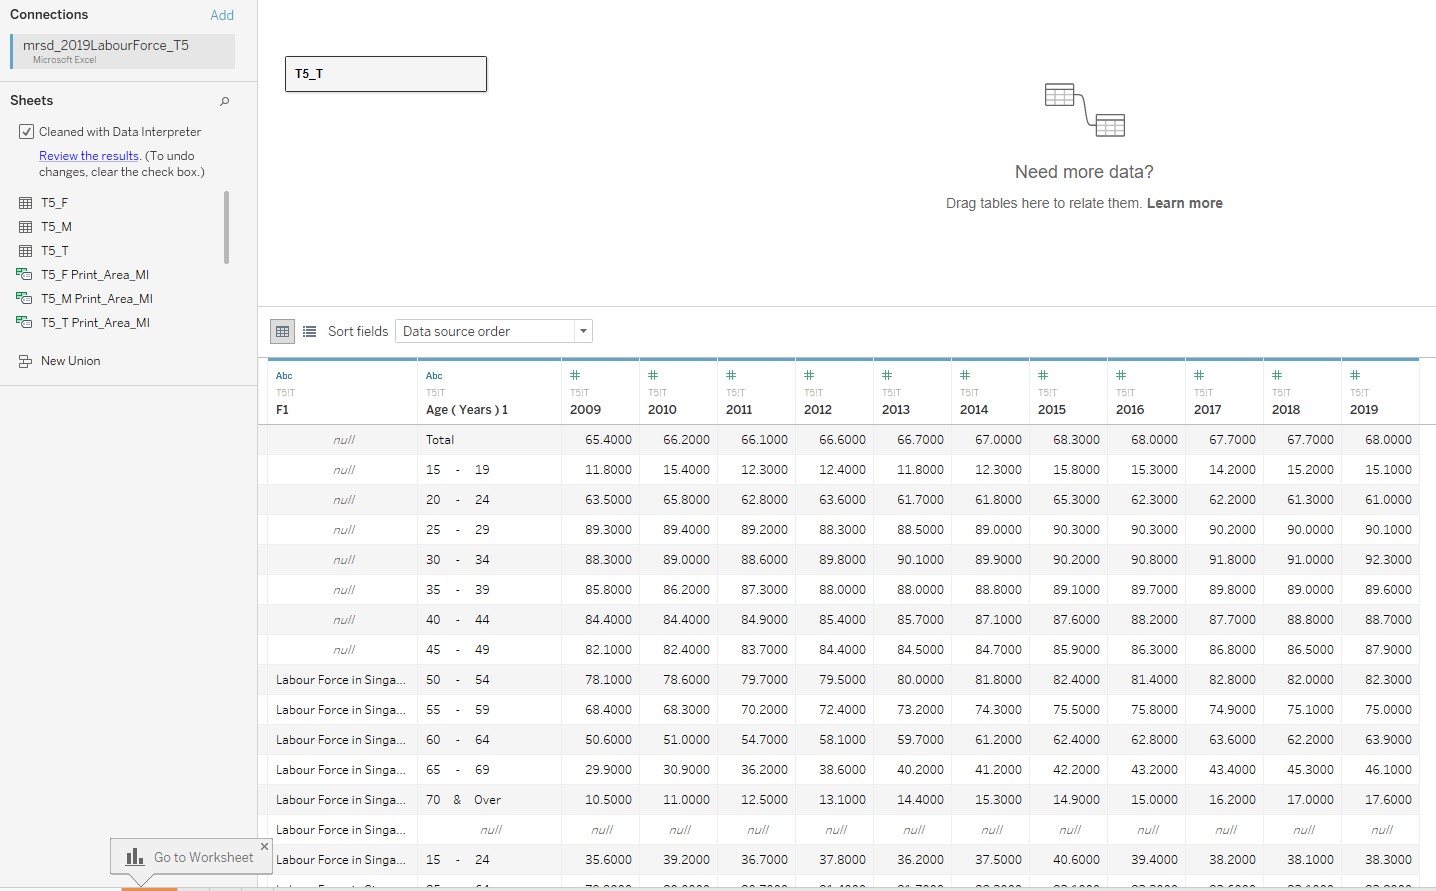 Connections Add
mrsd_2019LabourForce_T5
Microsoft Excel
Sheets
Cleaned with Data Interpreter
Review the results. (To undo
changes, clear the check box.)
T5_F
T5_M
T5_T
T5_F Print_Area_MI
T5_M Print_Area_MI
T5_T Print_Area_MI
New Union
T5_T
Need more data?
Drag tables here to relate them. Learn more
Sort fields Data source order
Abc Abc # # # # # # # # # # #
T5!T T5!T T5!T T5!T T5!T T5!T T5!T T5!T T5!T T5!T T5!T T5!T T5!T
F1 Age ( Years ) 1 2009 2010 2011 2012 2013 2014 2015 2016 2017 2018 2019
null Total 65.4000 66.2000 66.1000 66.6000 66.7000 67.0000 68.3000 68.0000 67.7000 67.7000 68.0000
null 15 - 19 11.8000 15.4000 12.3000 12.4000 11.8000 12.3000 15.8000 15.3000 14.2000 15.2000 15.1000
null 20 - 24 63.5000 65.8000 62.8000 63.6000 61.7000 61.8000 65.3000 62.3000 62.2000 61.3000 61.0000
null 25 - 29 89.3000 89.4000 89.2000 88.3000 88.5000 89.0000 90.3000 90.3000 90.2000 90.0000 90.1000
null 30 - 34 88.3000 89.0000 88.6000 89.8000 90.1000 89.9000 90.2000 90.8000 91.8000 91.0000 92.3000
null 35 - 39 85.8000 86.2000 87.3000 88.0000 88.0000 88.8000 89.1000 89.7000 89.8000 89.0000 89.6000
null 40 - 44 84.4000 84.4000 84.9000 85.4000 85.7000 87.1000 87.6000 88.2000 87.7000 88.8000 88.7000
null 45 - 49 82.1000 82.4000 83.7000 84.4000 84.5000 84.7000 85.9000 86.3000 86.8000 86.5000 87.9000
Labour Force in Singa... 50 - 54 78.1000 78.6000 79.7000 79.5000 80.0000 81.8000 82.4000 81.4000 82.8000 82.0000 82.3000
Labour Force in Singa... 55 - 59 68.4000 68.3000 70.2000 72.4000 73.2000 74.3000 75.5000 75.8000 74.9000 75.1000 75.0000
Labour Force in Singa... 60 - 64 50.6000 51.0000 54.7000 58.1000 59.7000 61.2000 62.4000 62.8000 63.6000 62.2000 63.9000
Labour Force in Singa... 65 - 69 29.9000 30.9000 36.2000 38.6000 40.2000 41.2000 42.2000 43.2000 43.4000 45.3000 46.1000
Labour Force in Singa... 70 & Over 10.5000 11.0000 12.5000 13.1000 14.4000 15.3000 14.9000 15.0000 16.2000 17.0000 17.6000
Labour Force in Singa... null null null null null null null null null null null null
Labour Force in Singa... 15 - 24 35.6000 39.2000 36.7000 37.8000 36.2000 37.5000 40.6000 39.4000 38.2000 38.1000 38.3000
Go to Worksheet